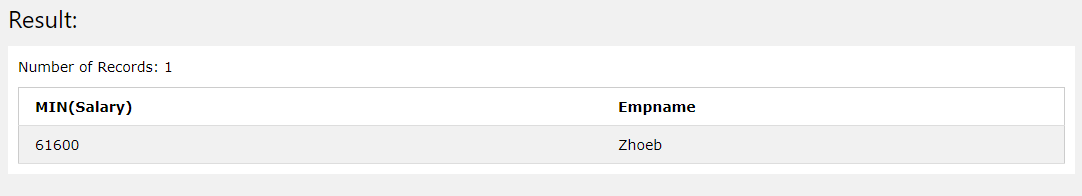 Result:
Number of Records: 1
MIN(Salary) Empname
61600 Zhoeb